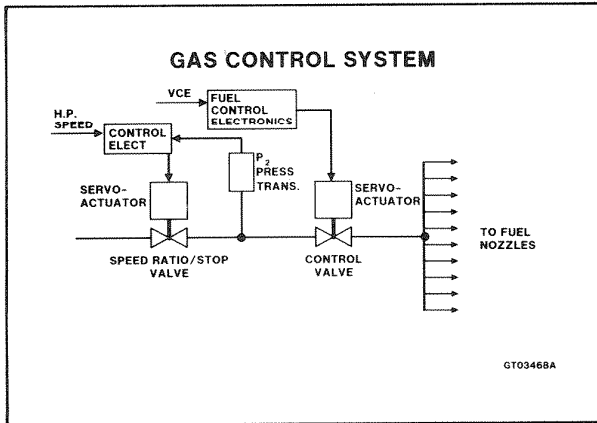 GAS CONTROL SYSTEM
VCE
FUEL
CONTROL
ELECTRONICS
H.P.
SPEED
CONTROL
ELECT
P2
PRESS
TRANS.
SERVO-
ACTUATOR
SERVO-
ACTUATOR
TO FUEL
NOZZLES
SPEED RATIO/STOP
VALVE
CONTROL
VALVE
GT0346BA